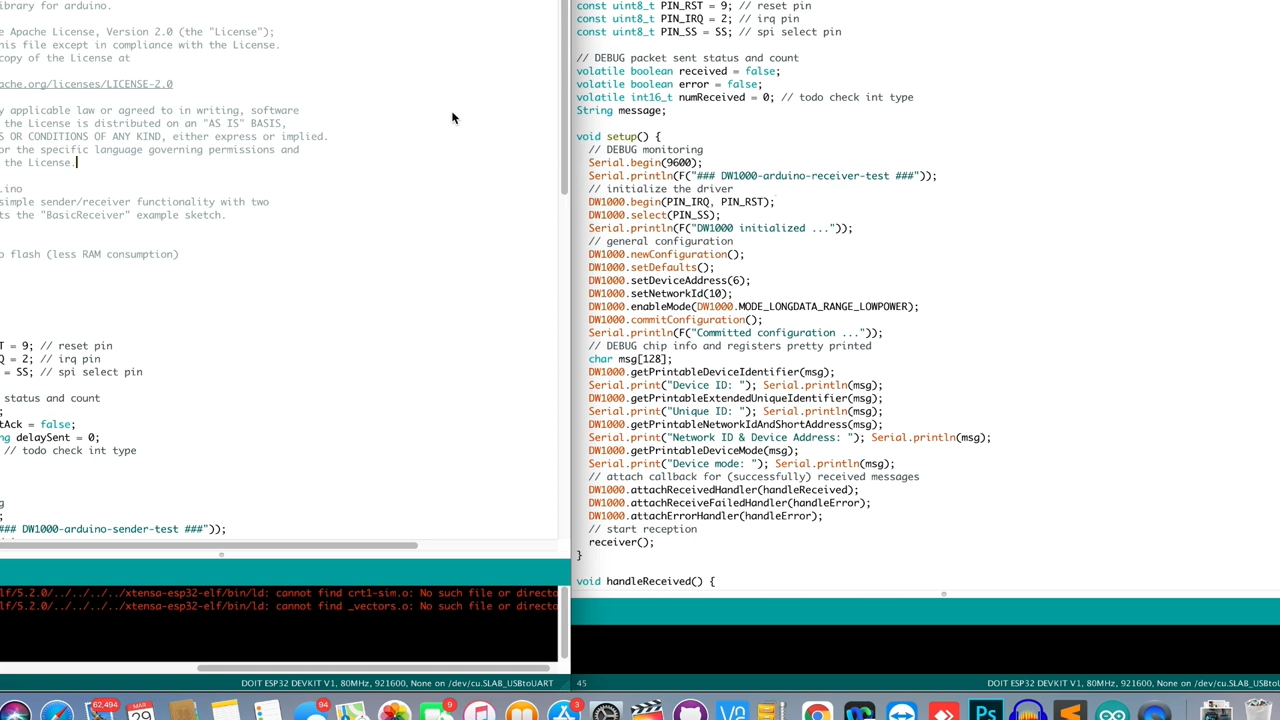 ibrary for arduino.
e Apache License, Version 2.0 (the "License");
his file except in compliance with the License.
copy of the License at
ache.org/licenses/LICENSE-2.0
y applicable law or agreed to in writing, software
the License is distributed on an "AS IS" BASIS,
S OR CONDITIONS OF ANY KIND, either express or implied.
or the specific language governing permissions and
the License.
.ino
simple sender/receiver functionality with two
ts the "BasicReceiver" example sketch.
o flash (less RAM consumption)
T = 9; // reset pin
Q = 2; // irq pin
= SS; // spi select pin
status and count
;
tAck = false;
ng delaySent = 0;
// todo check int type
g
;
### DW1000-arduino-sender-test ###"));
lf/5.2.0/../../../../xtensa-esp32-elf/bin/ld: cannot find crt1-sim.o: No such file or directo
lf/5.2.0/../../../../xtensa-esp32-elf/bin/ld: cannot find _vectors.o: No such file or directo
DOIT ESP32 DEVKIT V1, 80MHz, 921600, None on /dev/cu.SLAB_USBtoUART
const uint8_t PIN_RST = 9; // reset pin
const uint8_t PIN_IRQ = 2; // irq pin
const uint8_t PIN_SS = SS; // spi select pin
// DEBUG packet sent status and count
volatile boolean received = false;
volatile boolean error = false;
volatile int16_t numReceived = 0; // todo check int type
String message;
void setup() {
// DEBUG monitoring
Serial.begin(9600);
Serial.println(F("### DW1000-arduino-receiver-test ###"));
// initialize the driver
DW1000.begin(PIN_IRQ, PIN_RST);
DW1000.select(PIN_SS);
Serial.println(F("DW1000 initialized ..."));
// general configuration
DW1000.newConfiguration();
DW1000.setDefaults();
DW1000.setDeviceAddress(6);
DW1000.setNetworkId(10);
DW1000.enableMode(DW1000.MODE_LONGDATA_RANGE_LOWPOWER);
DW1000.commitConfiguration();
Serial.println(F("Committed configuration ..."));
// DEBUG chip info and registers pretty printed
char msg[128];
DW1000.getPrintableDeviceIdentifier(msg);
Serial.print("Device ID: "); Serial.println(msg);
DW1000.getPrintableExtendedUniqueIdentifier(msg);
Serial.print("Unique ID: "); Serial.println(msg);
DW1000.getPrintableNetworkIdAndShortAddress(msg);
Serial.print("Network ID & Device Address: "); Serial.println(msg);
DW1000.getPrintableDeviceMode(msg);
Serial.print("Device mode: "); Serial.println(msg);
// attach callback for (successfully) received messages
DW1000.attachReceivedHandler(handleReceived);
DW1000.attachReceiveFailedHandler(handleError);
DW1000.attachErrorHandler(handleError);
// start reception
receiver();
}
void handleReceived() {
45
DOIT ESP32 DEVKIT V1, 80MHz, 921600, None on /dev/cu.SLAB_USBtoU
62,494
MAR
29
94
9
3
Ps